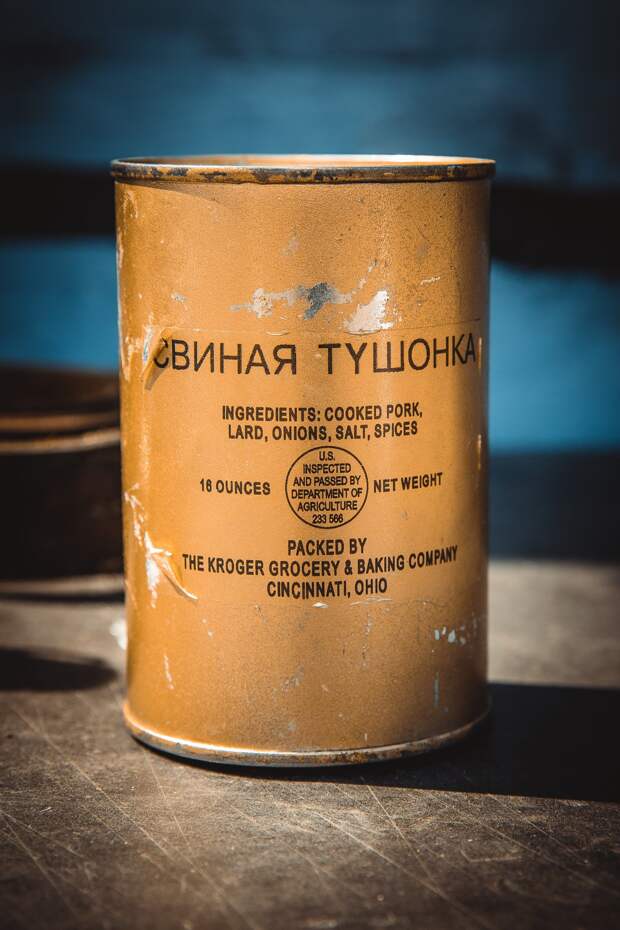 СВИНАЯ ТУШОНКА
INGREDIENTS: COOKED PORK,
LARD, ONIONS, SALT, SPICES
16 OUNCES
U.S.
INSPECTED
AND PASSED BY
DEPARTMENT OF
AGRICULTURE
233 566
NET WEIGHT
PACKED BY
THE KROGER GROCERY & BAKING COMPANY
CINCINNATI, OHIO